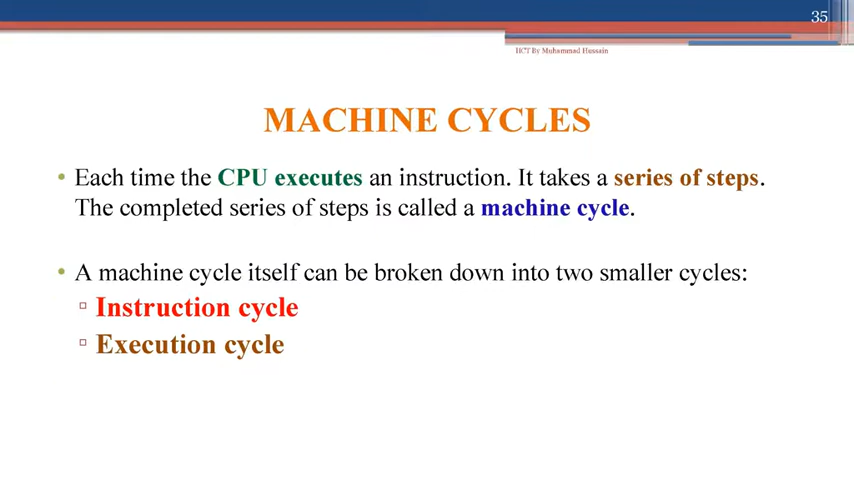 35
IICT By Muhammad Hussain
MACHINE CYCLES
• Each time the CPU executes an instruction. It takes a series of steps.
The completed series of steps is called a machine cycle.
• A machine cycle itself can be broken down into two smaller cycles:
▫ Instruction cycle
▫ Execution cycle